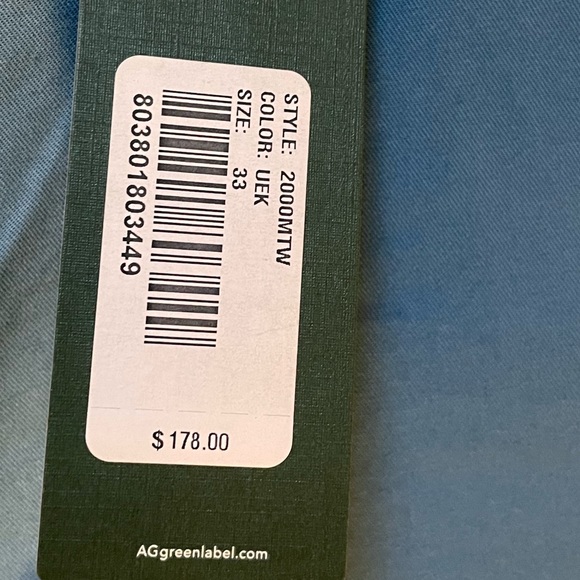 STYLE: 2000MTW
COLOR: UEK
SIZE: 33
803801803449
$178.00
AGgreenlabel.com